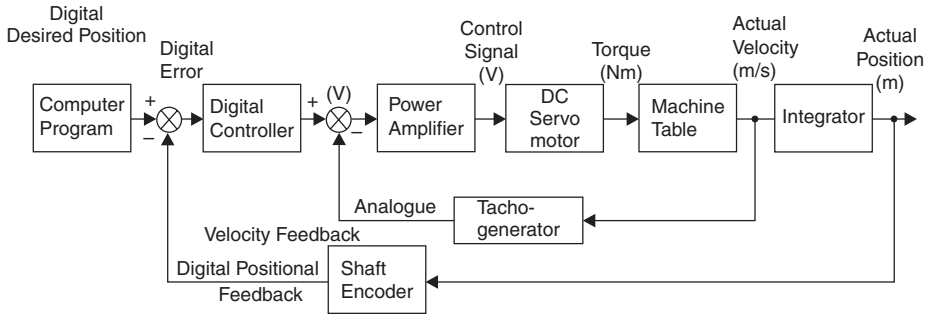 Digital
Desired Position
Digital
Error
Control
Signal
(V)
Torque
(Nm)
Actual
Velocity
(m/s)
Actual
Position
(m)
Computer
Program
+
−
Digital
Controller
+
(V)
−
Power
Amplifier
DC
Servo
motor
Machine
Table
Integrator
Analogue
Velocity Feedback
Tacho-
generator
Digital Positional
Feedback
Shaft
Encoder